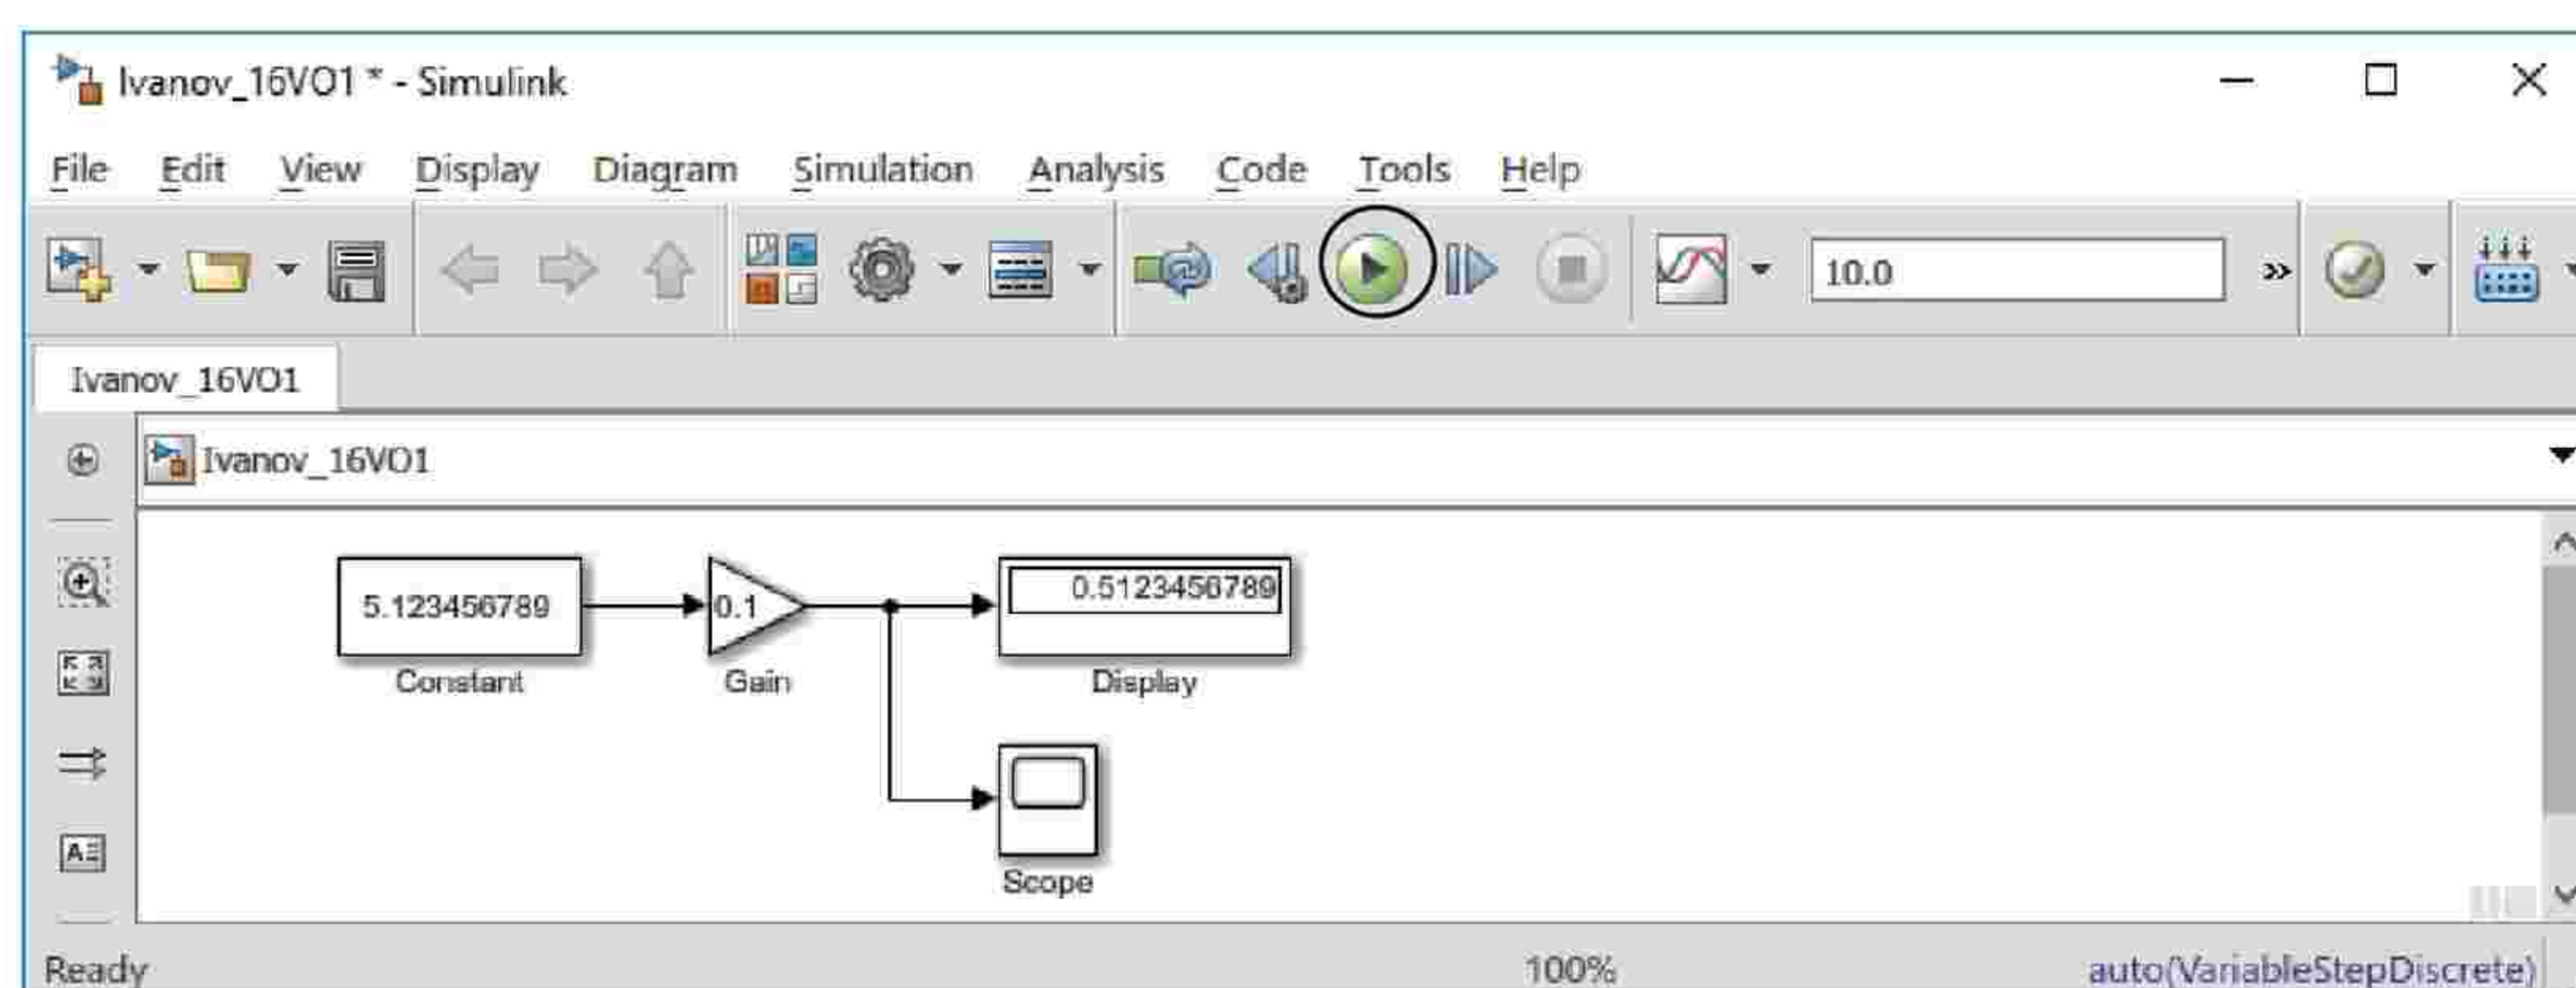 Ivanov_16VO1 * - Simulink
File Edit View Display Diagram Simulation Analysis Code Tools Help
10.0 »
Ivanov_16VO1
Ivanov_16VO1
5.123456789 0.1 0.5123456789
Constant Gain Display
Scope
Ready 100% auto(VariableStepDiscrete)